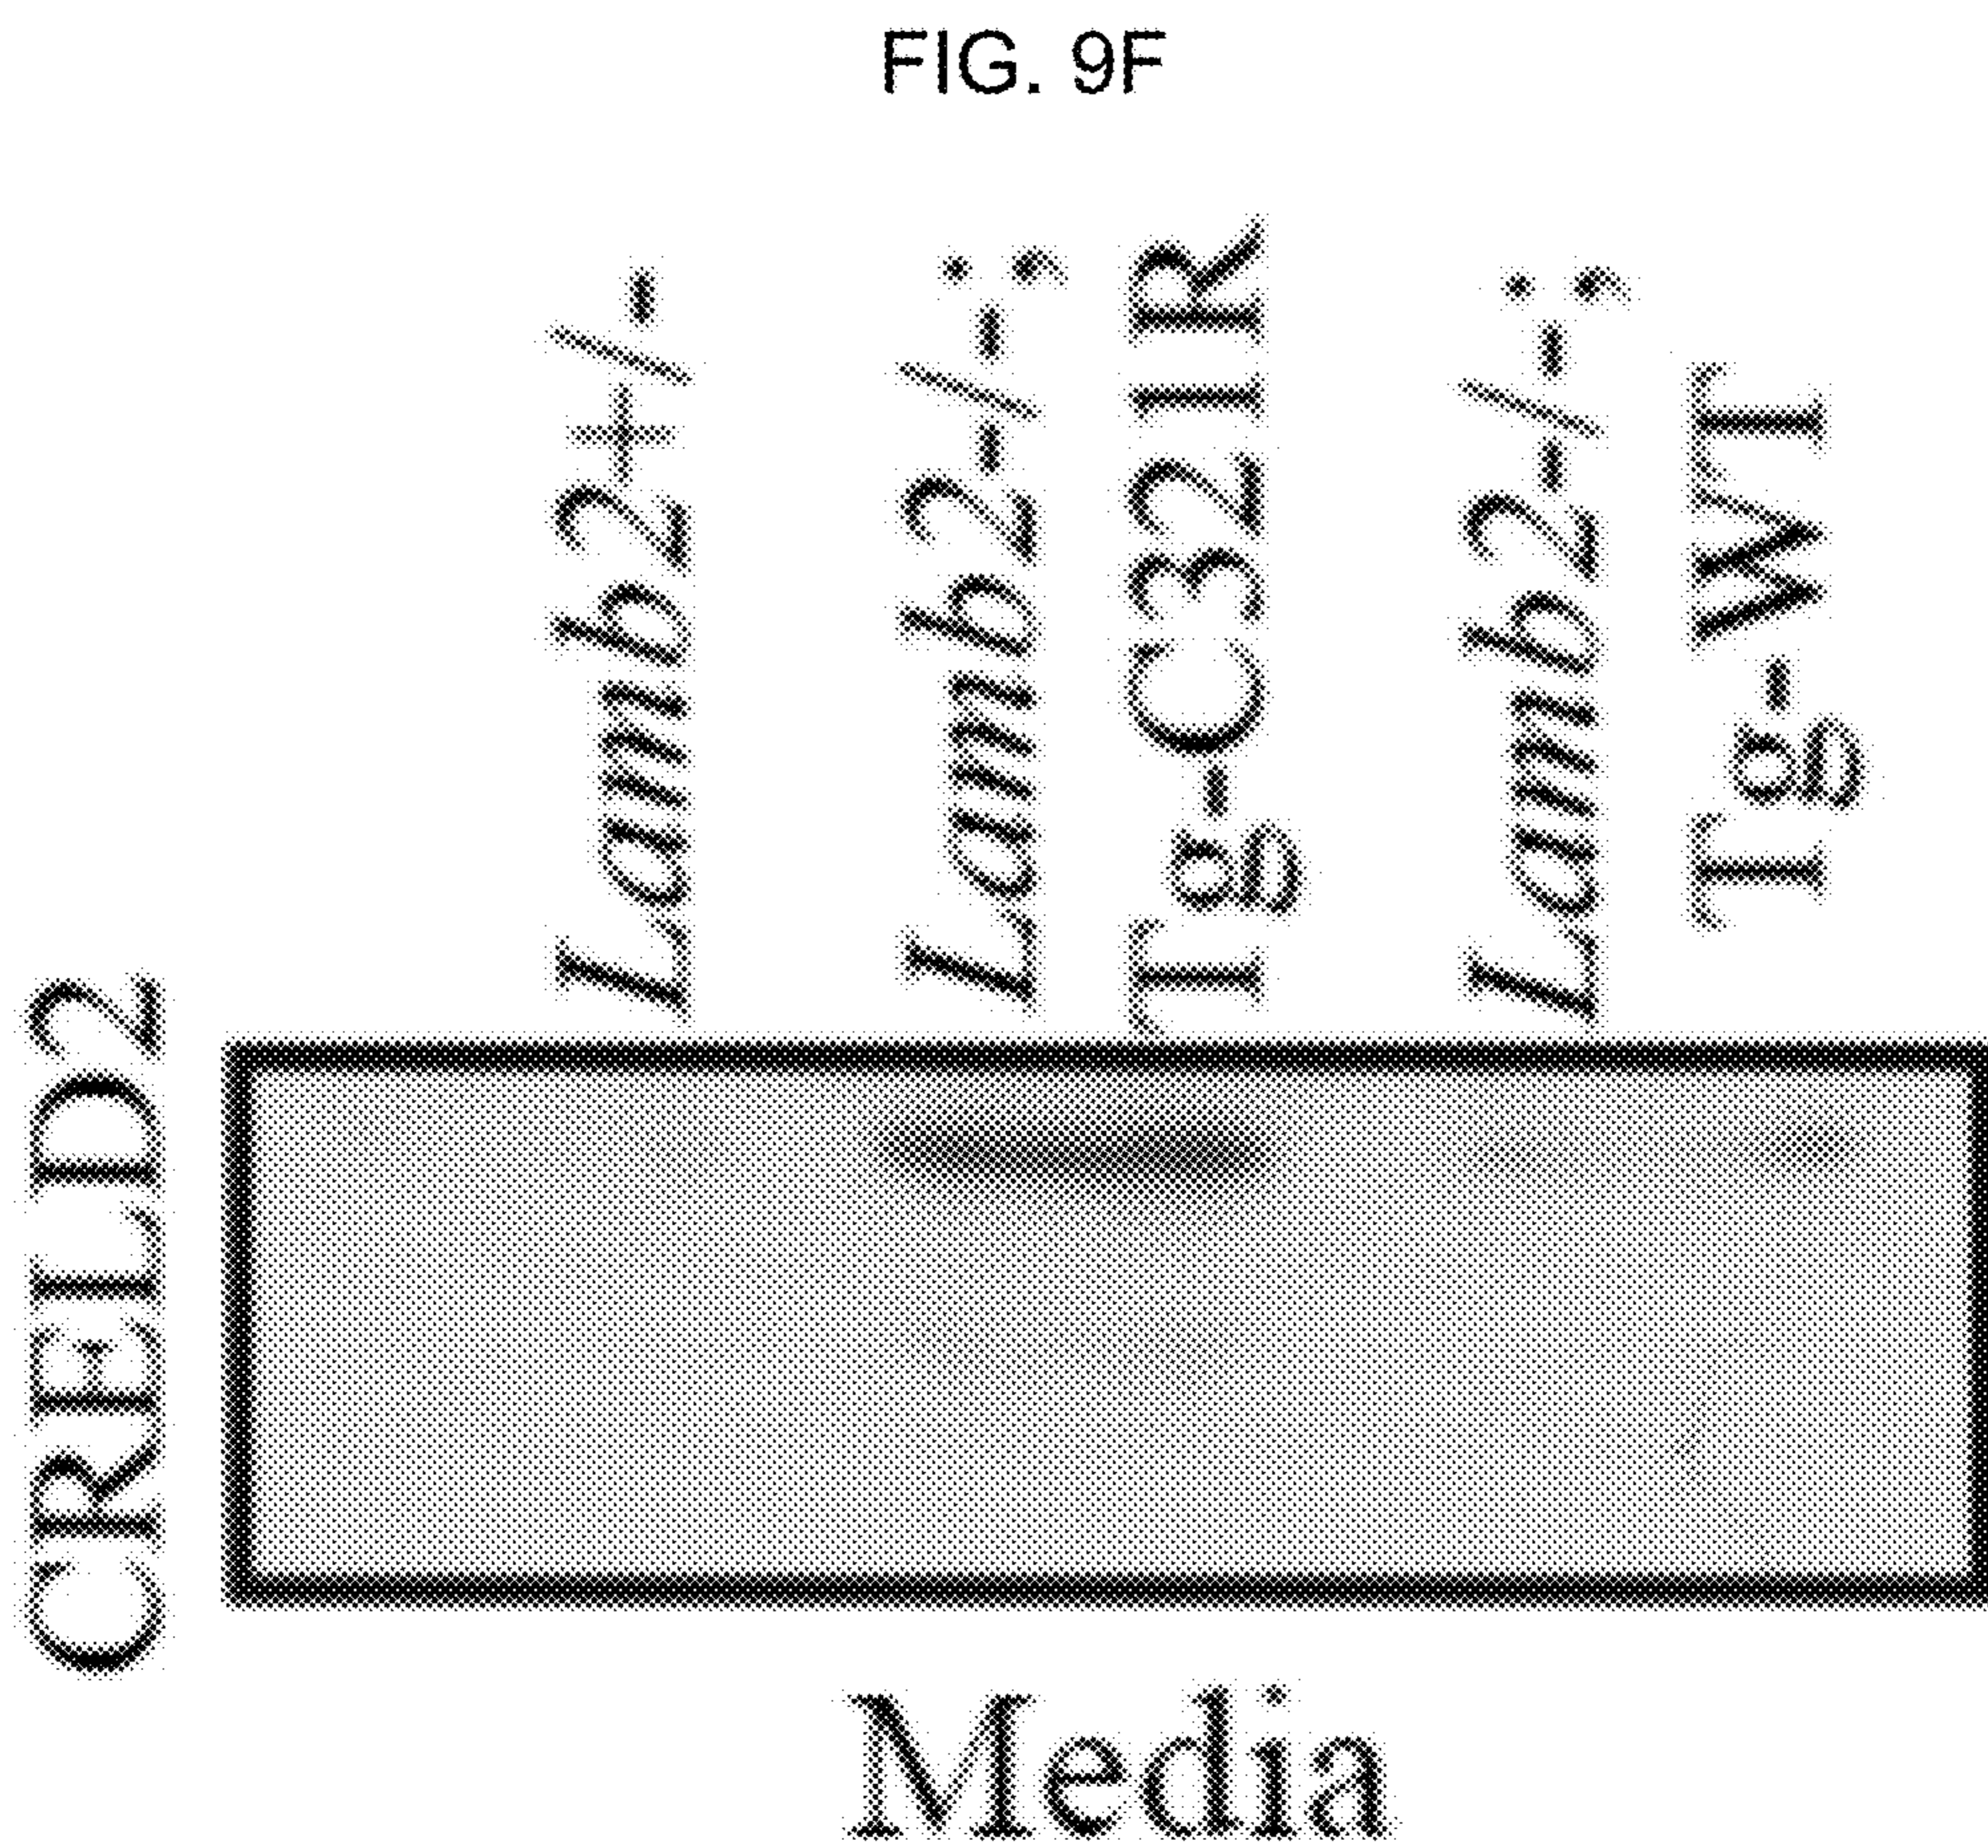 FIG. 9F
Lamb2+/-
Lamb2-/-;
Tg-C321R
Lamb2-/-;
Tg-WT
CRELD2
Media